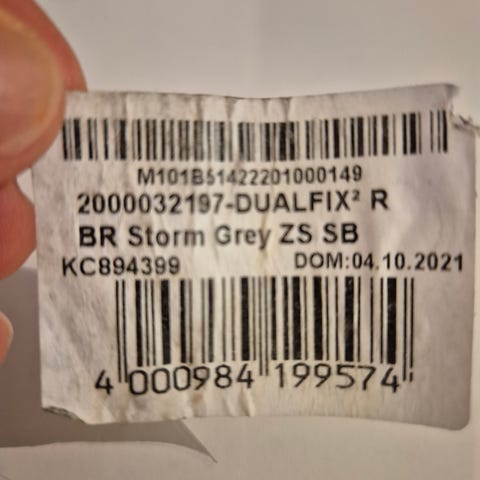 M101B51422201000149
2000032197-DUALFIX² R
BR Storm Grey ZS SB
KC894399 DOM:04.10.2021
4 000984 199574